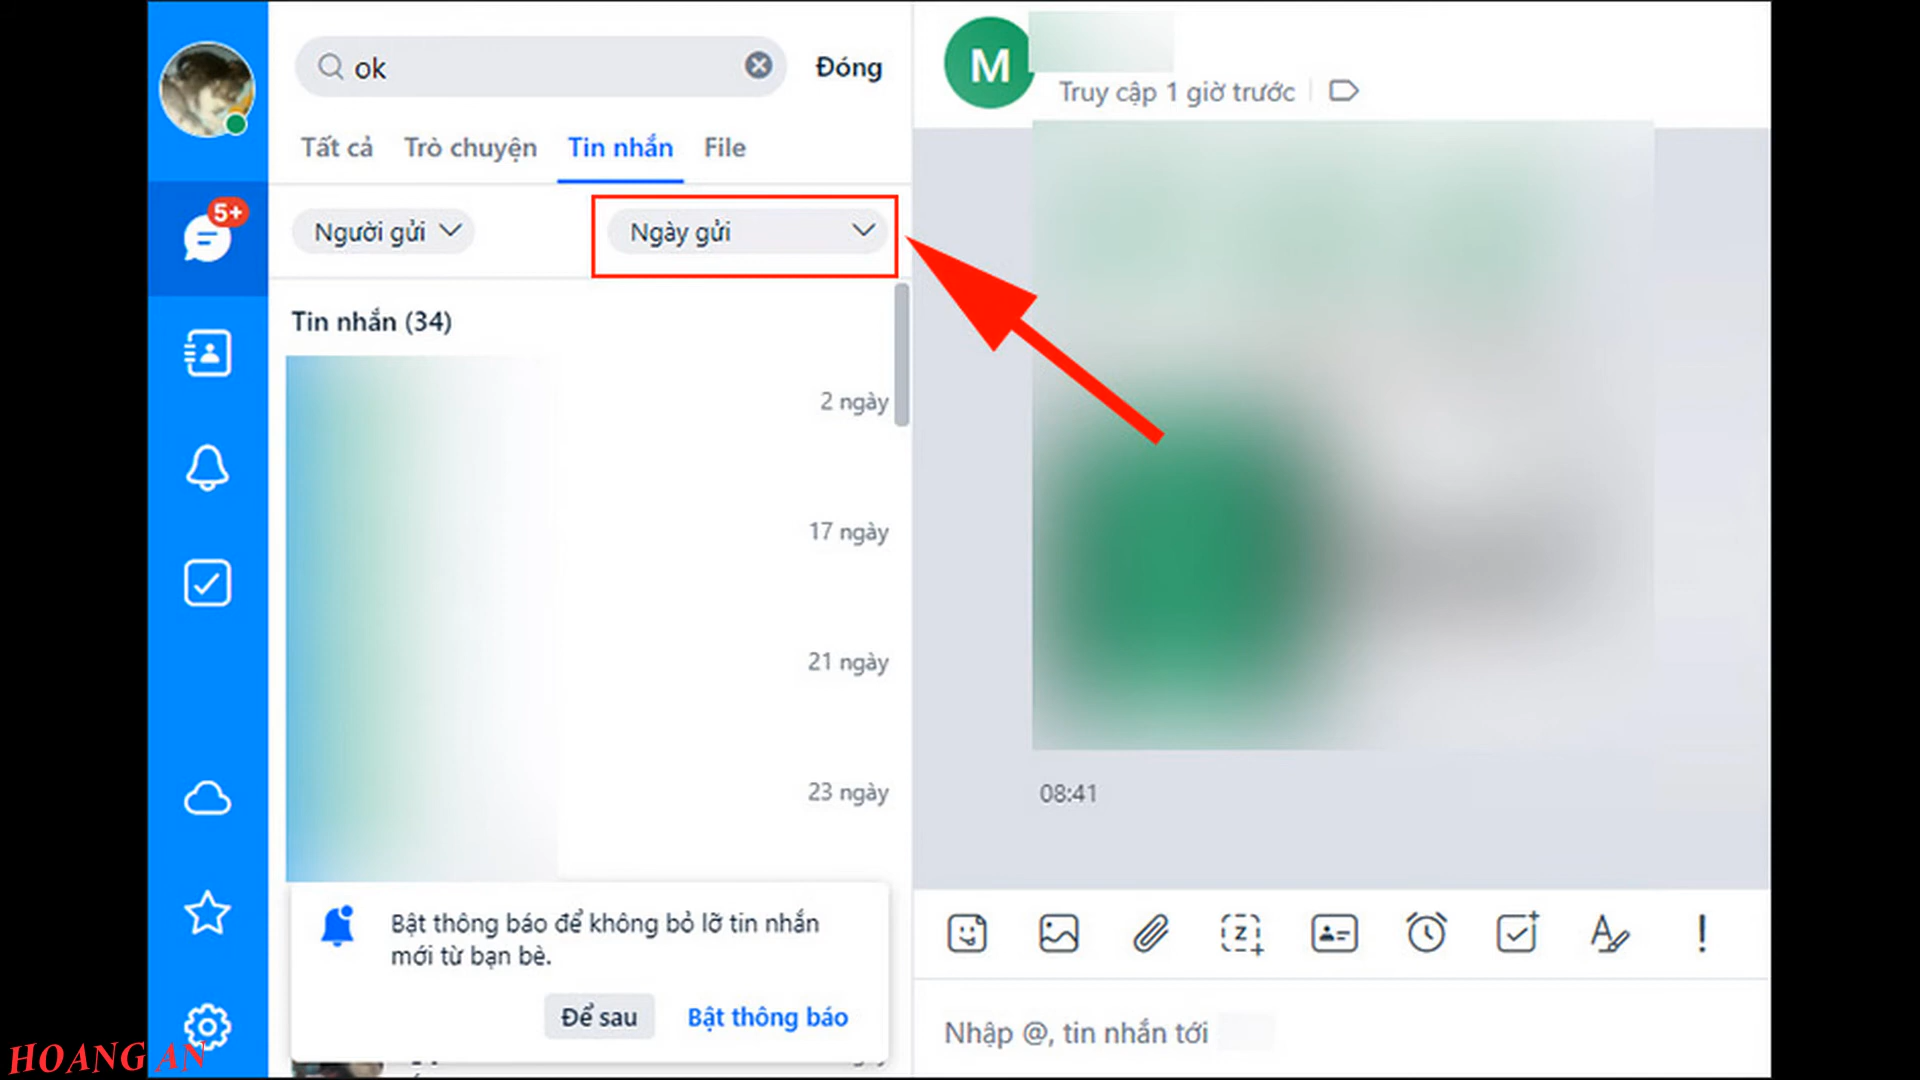 ok
Đóng
Tất cả Trò chuyện Tin nhắn File
Người gửi Ngày gửi
5+
Tin nhắn (34)
2 ngày
17 ngày
21 ngày
23 ngày
Bật thông báo để không bỏ lỡ tin nhắn
mới từ bạn bè.
Để sau Bật thông báo
M
Truy cập 1 giờ trước
08:41
Z
Nhập @, tin nhắn tới
HOANG AN